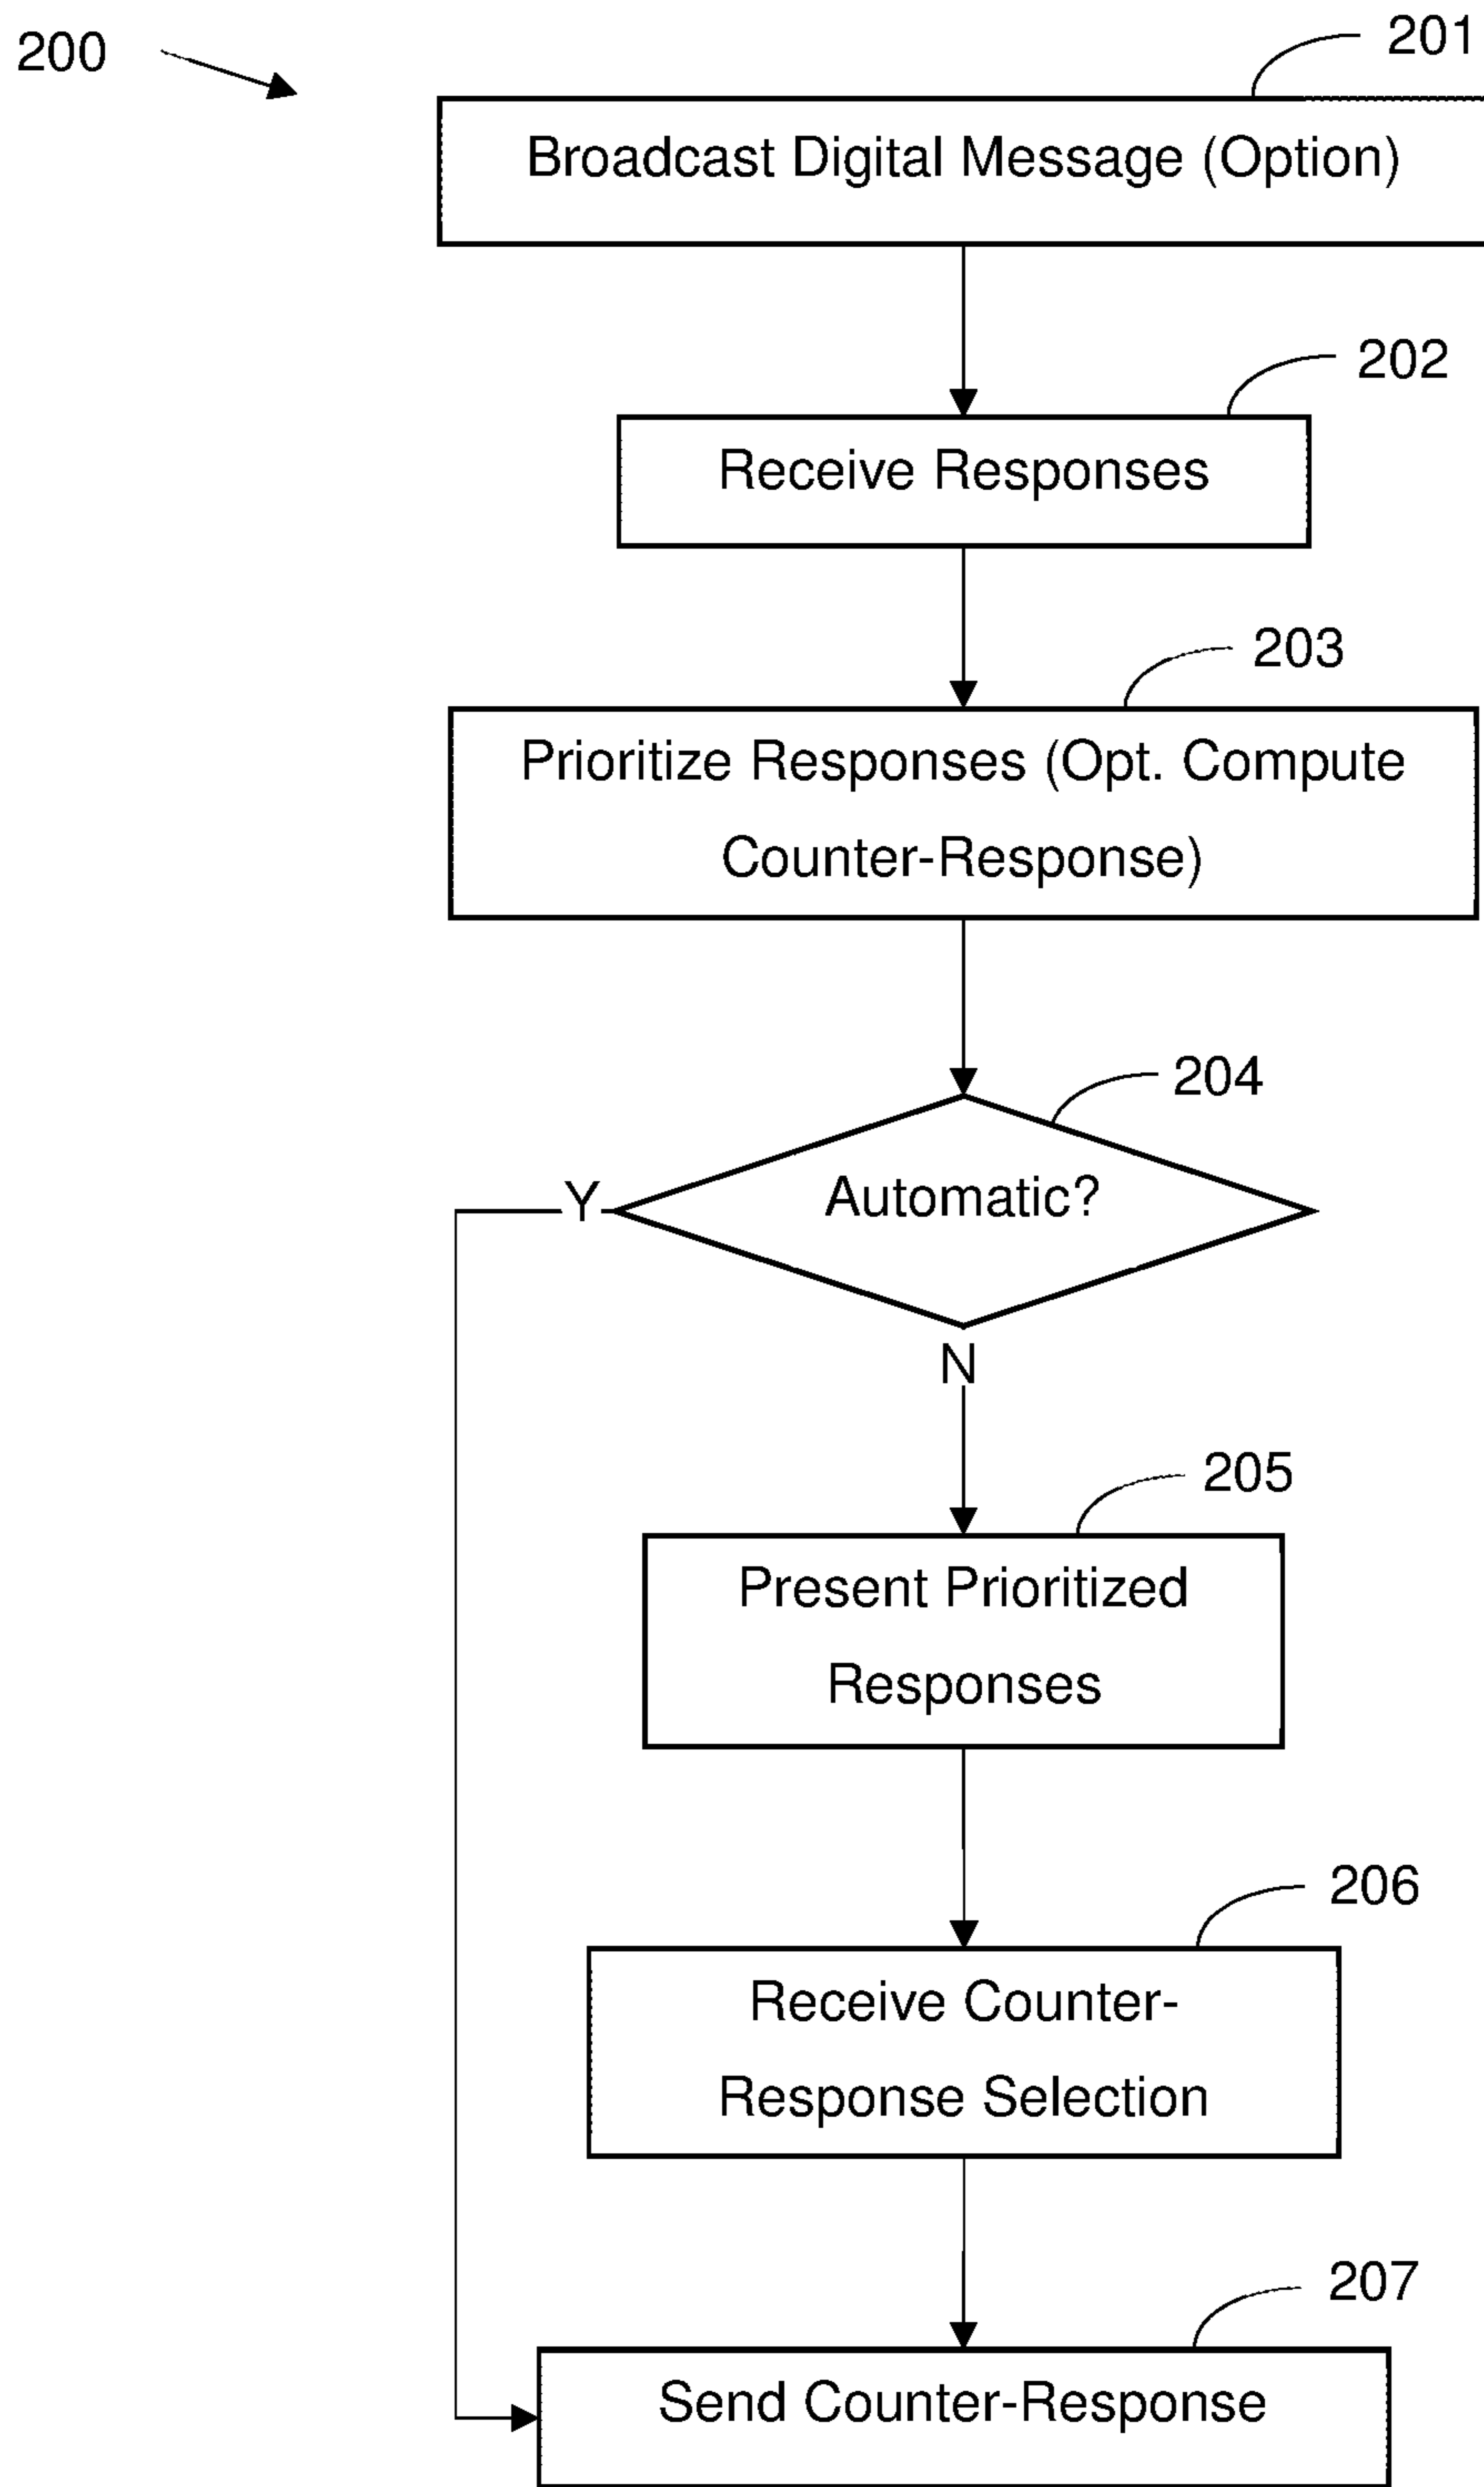 200
201
Broadcast Digital Message (Option)
202
Receive Responses
203
Prioritize Responses (Opt. Compute
Counter-Response)
204
Automatic?
Y
N
205
Present Prioritized
Responses
206
Receive Counter-
Response Selection
207
Send Counter-Response